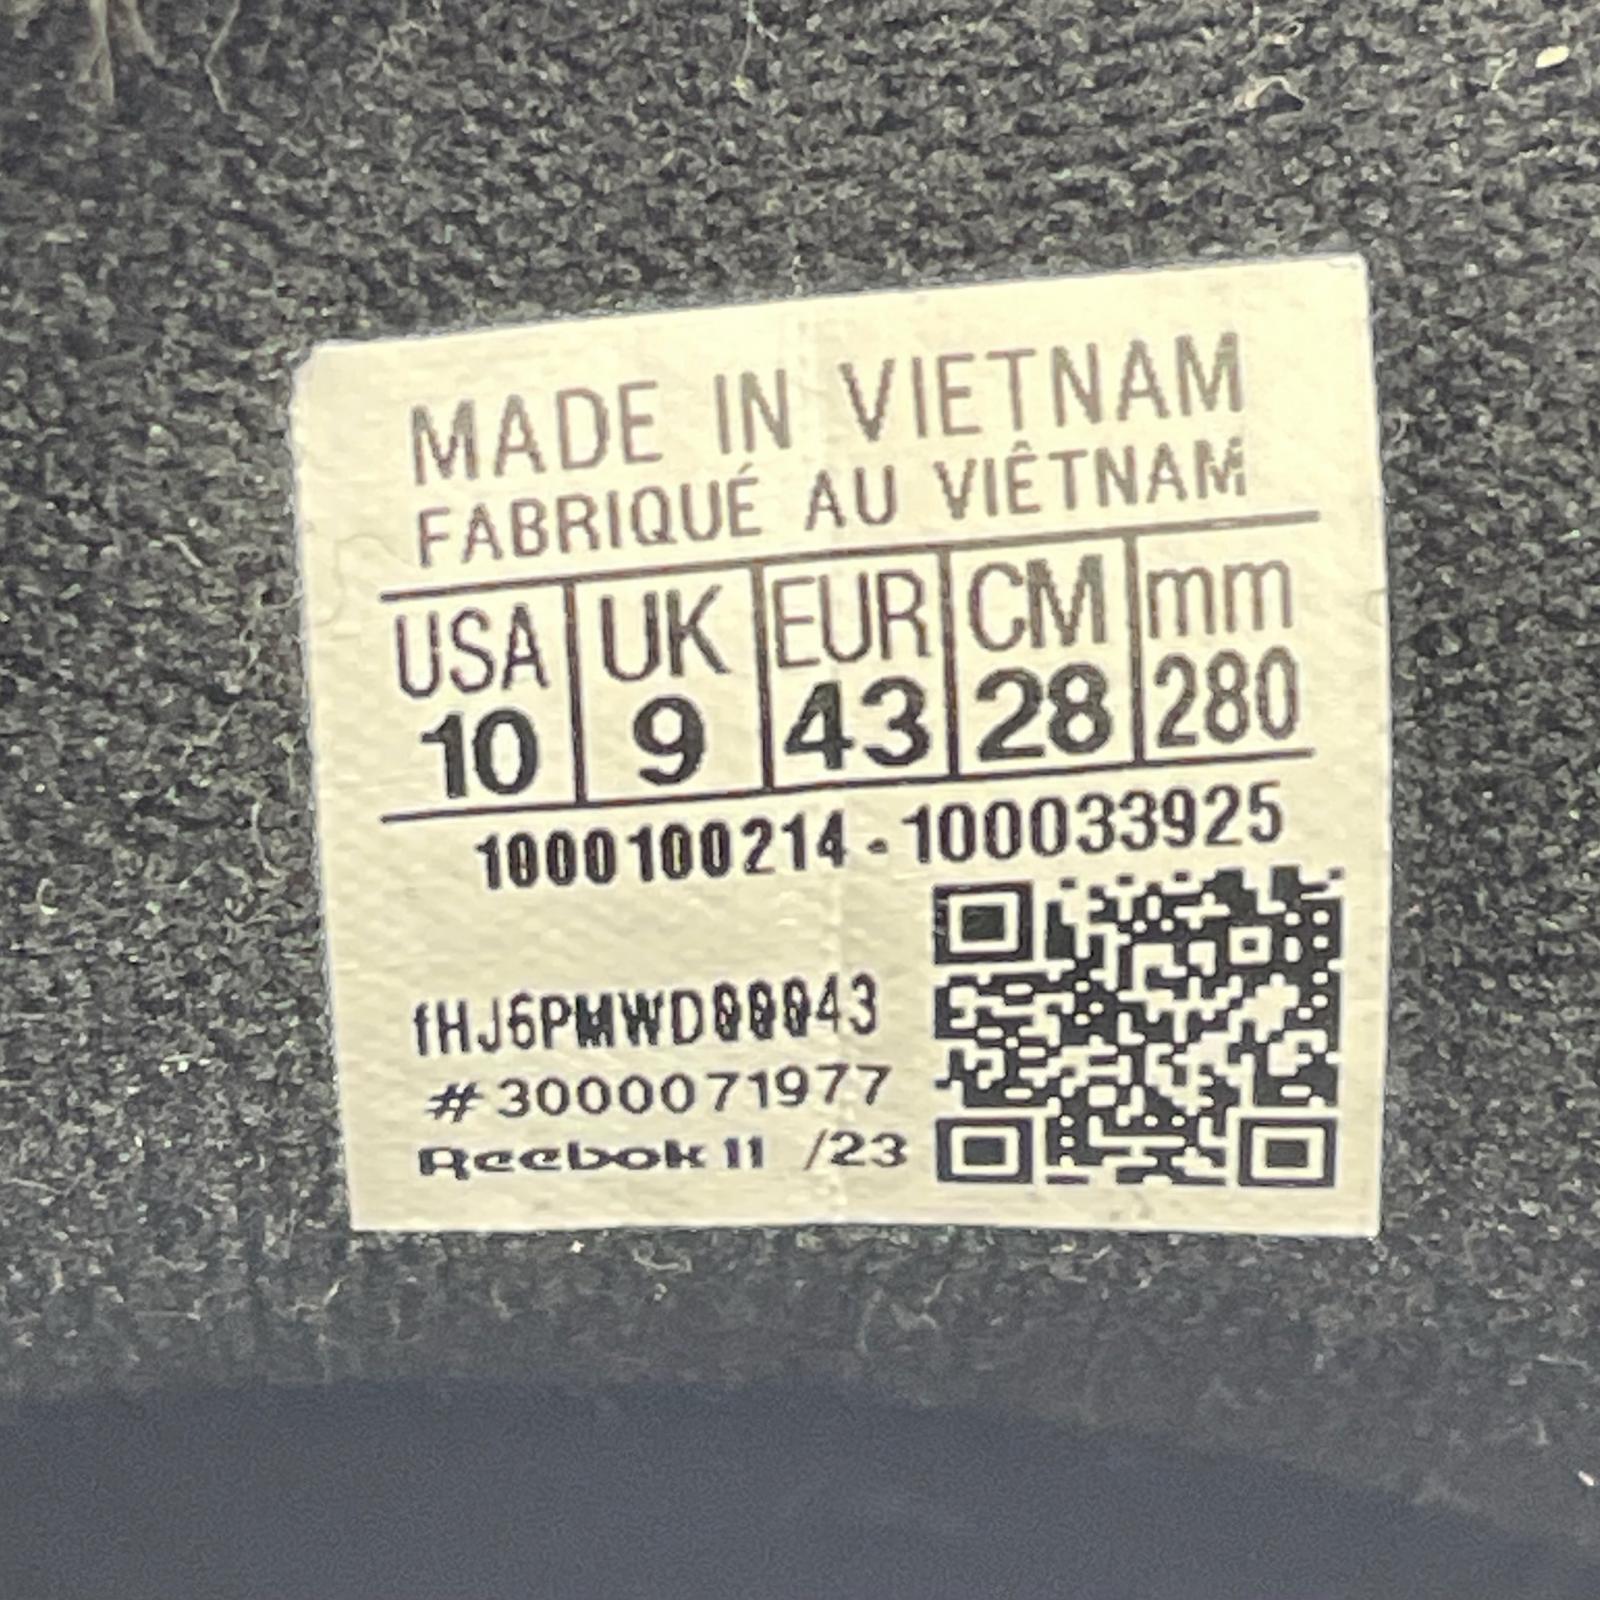 MADE IN VIETNAM
FABRIQUÉ AU VIÊTNAM
USA UK EUR CM mm
10 9 43 28 280
1000100214 - 100033925
fHJ6PMWD00043
#3000071977
Reebok 11 /23